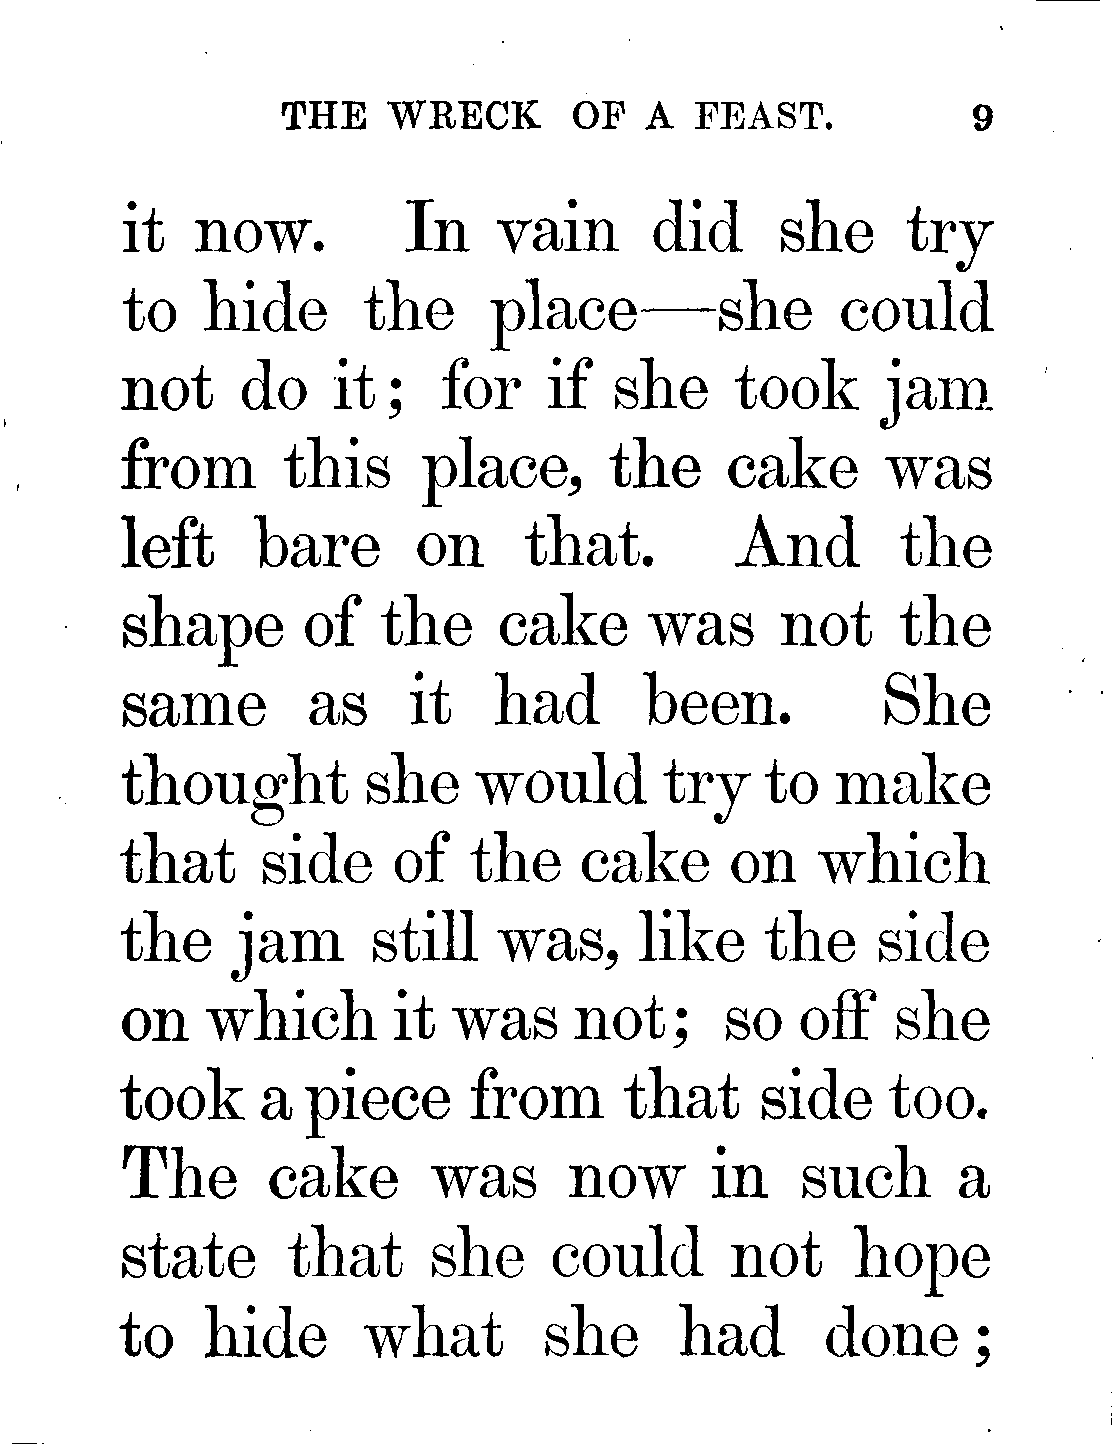 THE WRECK OF A FEAST. 9
it now. In vain did she try
to hide the place—she could
not do it; for if she took jam
from this place, the cake was
left bare on that. And the
shape of the cake was not the
same as it had been. She
thought she would try to make
that side of the cake on which
the jam still was, like the side
on which it was not; so off she
took a piece from that side too.
The cake was now in such a
state that she could not hope
to hide what she had done;